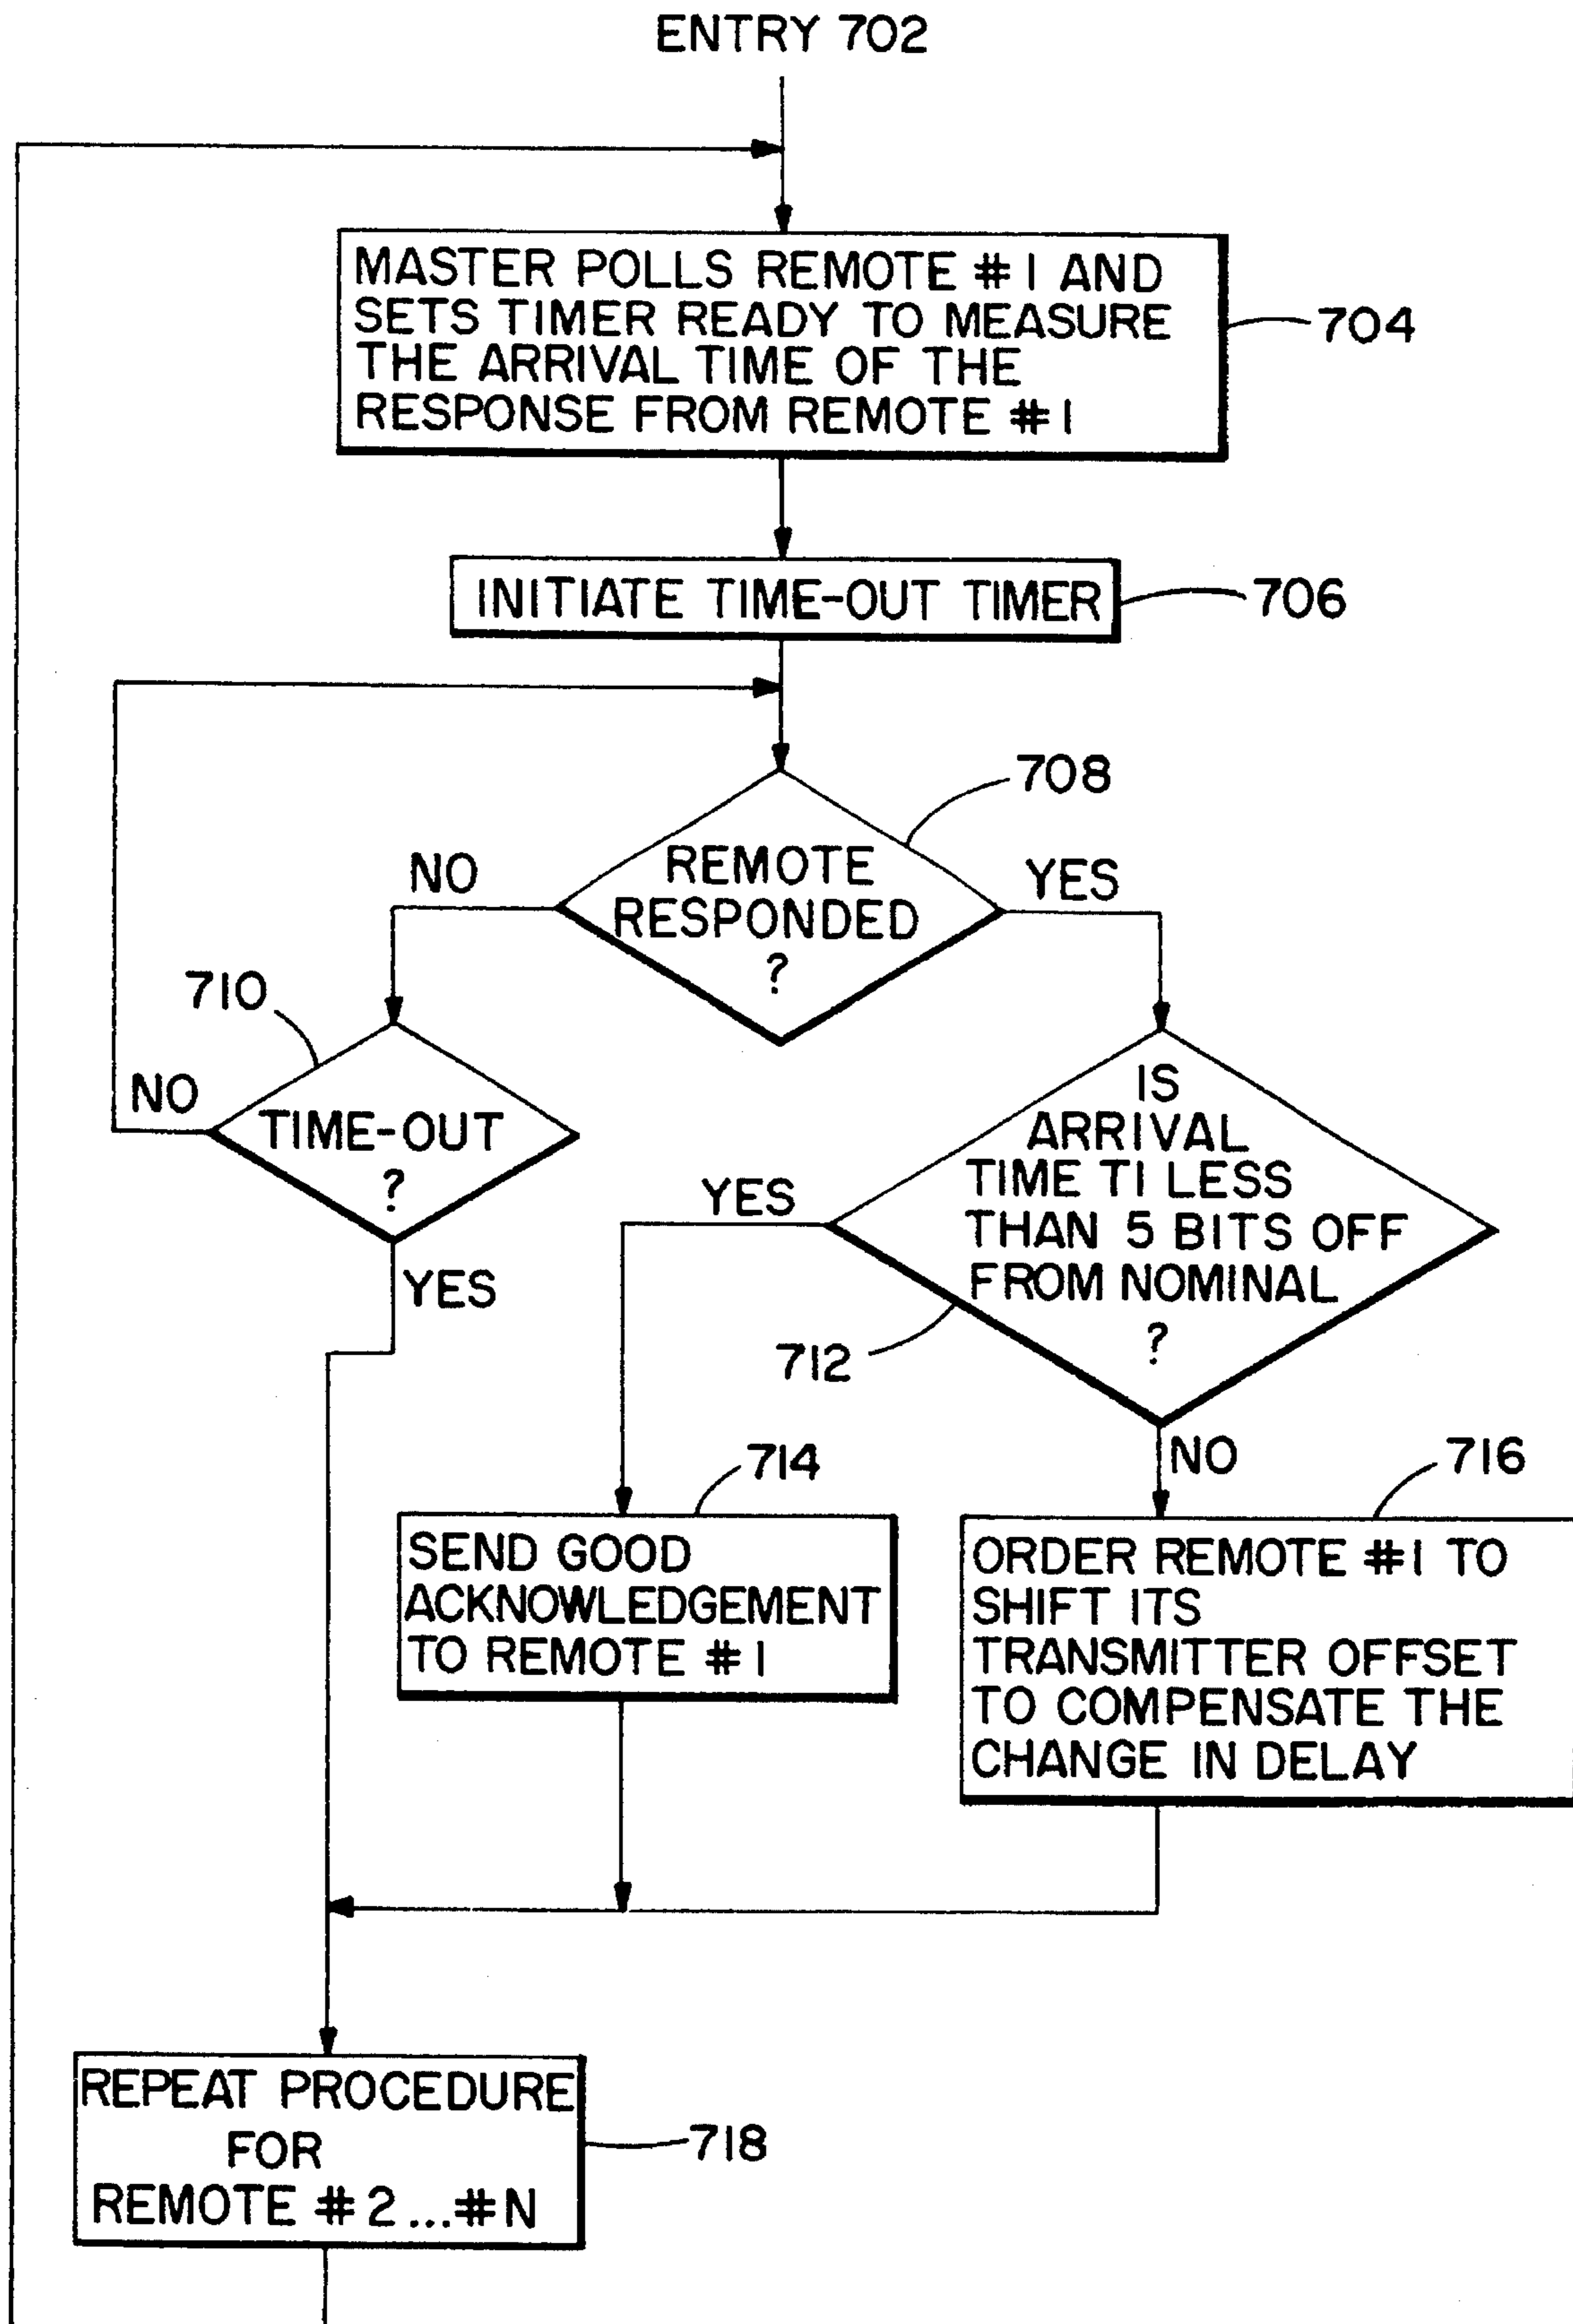 ENTRY 702
MASTER POLLS REMOTE #1 AND
SETS TIMER READY TO MEASURE
THE ARRIVAL TIME OF THE
RESPONSE FROM REMOTE #1
704
INITIATE TIME-OUT TIMER
706
708
REMOTE
RESPONDED
?
NO
YES
710
TIME-OUT
?
NO
YES
IS
ARRIVAL
TIME T1 LESS
THAN 5 BITS OFF
FROM NOMINAL
?
YES
712
NO
714
SEND GOOD
ACKNOWLEDGEMENT
TO REMOTE #1
716
ORDER REMOTE #1 TO
SHIFT ITS
TRANSMITTER OFFSET
TO COMPENSATE THE
CHANGE IN DELAY
REPEAT PROCEDURE
FOR
REMOTE #2...#N
718